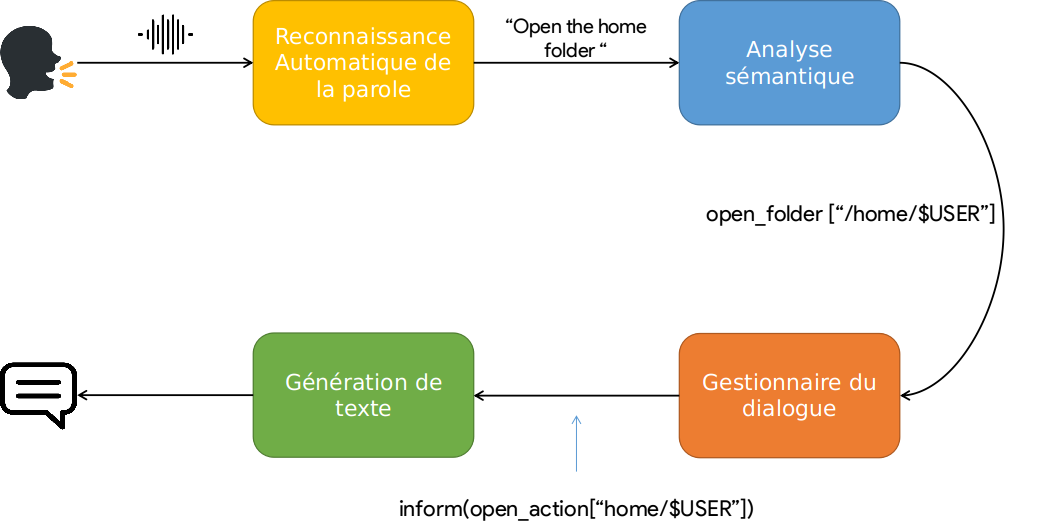 Reconnaissance
Automatique de
la parole
“Open the home
folder “
Analyse
sémantique
open_folder [“/home/$USER”]
Génération de
texte
Gestionnaire du
dialogue
inform(open_action[“home/$USER”])